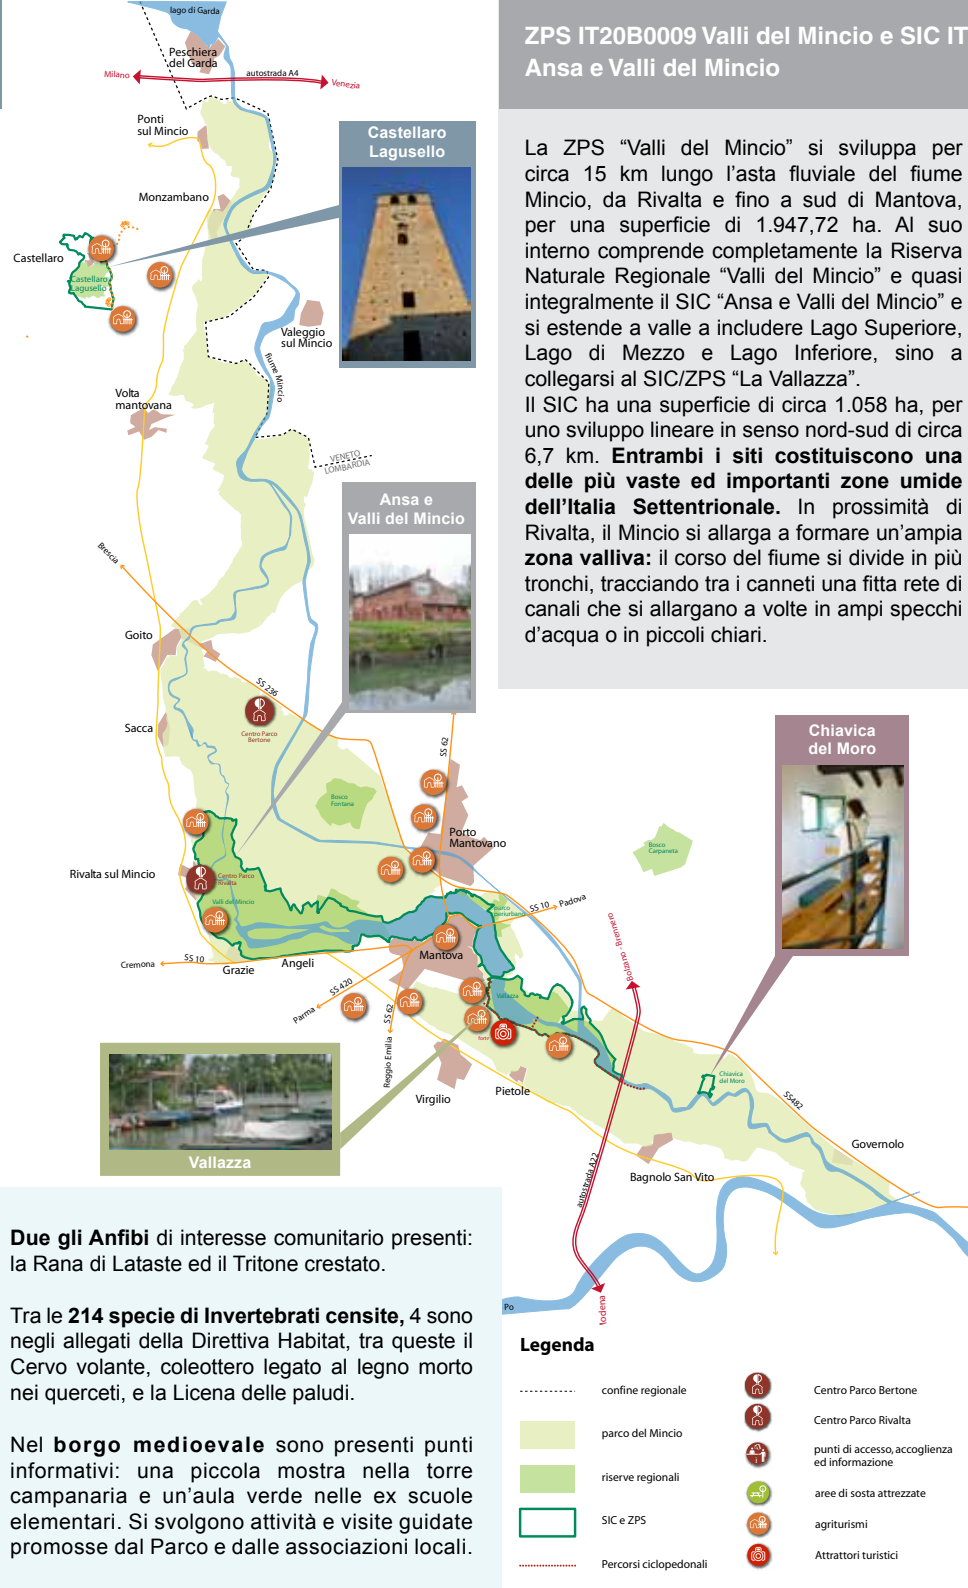 lago di Garda
Peschiera
del Garda
Milano
autostrada A4
Venezia
Ponti
sul Mincio
Monzambano
Castellaro
Castellaro
Lagusello
Castellaro
Lagusello
Valeggio
sul Mincio
fiume Mincio
Volta
mantovana
VENETO
LOMBARDIA
Ansa e
Valli del Mincio
Brescia
Goito
SS 236
Sacca
Centro Parco
Bertone
SS 62
Bosco
Fontana
Porto
Mantovano
Bosco
Carpaneta
Rivalta sul Mincio
Centro Parco
Rivalta
Valli del Mincio
parco
periurbano
SS 10
Padova
Bolzano - Brennero
Cremona
SS 10
Grazie
Angeli
Mantova
SS 420
Parma
SS 62
Reggio Emilia
Vallazza
Chiavica
del Moro
Virgilio
Pietole
Chiavica
del Moro
SS482
Governolo
Bagnolo San Vito
autostrada A22
Vallazza
Po
ZPS IT20B0009 Valli del Mincio e SIC IT
Ansa e Valli del Mincio
La ZPS “Valli del Mincio” si sviluppa per
circa 15 km lungo l’asta fluviale del fiume
Mincio, da Rivalta e fino a sud di Mantova,
per una superficie di 1.947,72 ha. Al suo
interno comprende completamente la Riserva
Naturale Regionale “Valli del Mincio” e quasi
integralmente il SIC “Ansa e Valli del Mincio” e
si estende a valle a includere Lago Superiore,
Lago di Mezzo e Lago Inferiore, sino a
collegarsi al SIC/ZPS “La Vallazza”.
Il SIC ha una superficie di circa 1.058 ha, per
uno sviluppo lineare in senso nord-sud di circa
6,7 km. Entrambi i siti costituiscono una
delle più vaste ed importanti zone umide
dell’Italia Settentrionale. In prossimità di
Rivalta, il Mincio si allarga a formare un’ampia
zona valliva: il corso del fiume si divide in più
tronchi, tracciando tra i canneti una fitta rete di
canali che si allargano a volte in ampi specchi
d’acqua o in piccoli chiari.
Due gli Anfibi di interesse comunitario presenti:
la Rana di Lataste ed il Tritone crestato.
Tra le 214 specie di Invertebrati censite, 4 sono
negli allegati della Direttiva Habitat, tra queste il
Cervo volante, coleottero legato al legno morto
nei querceti, e la Licena delle paludi.
Nel borgo medioevale sono presenti punti
informativi: una piccola mostra nella torre
campanaria e un’aula verde nelle ex scuole
elementari. Si svolgono attività e visite guidate
promosse dal Parco e dalle associazioni locali.
Legenda
confine regionale
parco del Mincio
riserve regionali
SIC e ZPS
Percorsi ciclopedonali
Centro Parco Bertone
Centro Parco Rivalta
punti di accesso, accoglienza
ed informazione
aree di sosta attrezzate
agriturismi
Attrattori turistici